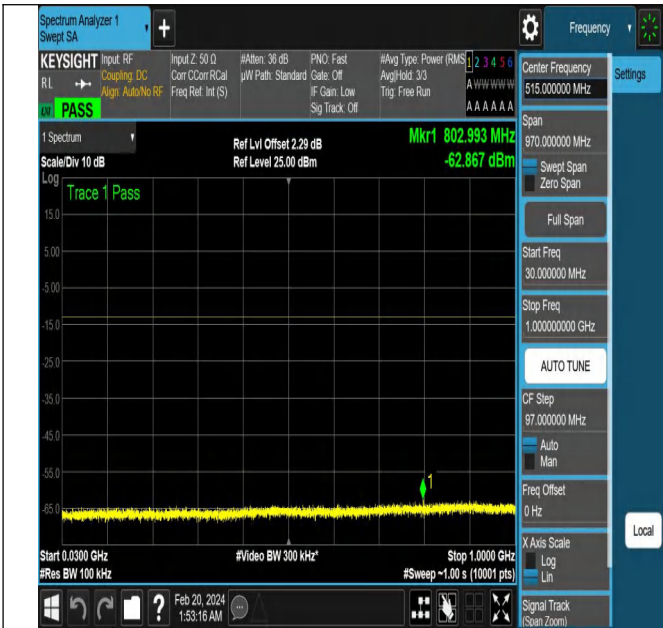 Spectrum Analyzer 1
Swept SA
Frequency
KEYSIGHT
RL
PASS
Input: RF
Coupling: DC
Align: Auto/No RF
Input Z: 50 Ω
Corr CCorr RCal
Freq Ref: Int (S)
#Atten: 36 dB
µW Path: Standard
PNO: Fast
Gate: Off
IF Gain: Low
Sig Track: Off
#Avg Type: Power (RMS
Avg|Hold: 3/3
Trig: Free Run
1 2 3 4 5 6
A W W W W W
A A A A A A
1 Spectrum
Scale/Div 10 dB
Ref Lvl Offset 2.29 dB
Ref Level 25.00 dBm
Mkr1 802.993 MHz
-62.867 dBm
Log
Trace 1 Pass
15.0
5.00
-5.00
-15.0
-25.0
-35.0
-45.0
-55.0
-65.0
1
Start 0.0300 GHz
#Res BW 100 kHz
#Video BW 300 kHz*
Stop 1.0000 GHz
#Sweep ~1.00 s (10001 pts)
Feb 20, 2024
1:53:16 AM
Center Frequency
515.000000 MHz
Span
970.000000 MHz
Swept Span
Zero Span
Full Span
Start Freq
30.000000 MHz
Stop Freq
1.000000000 GHz
AUTO TUNE
CF Step
97.000000 MHz
Auto
Man
Freq Offset
0 Hz
X Axis Scale
Log
Lin
Signal Track
(Span Zoom)
Settings
Local